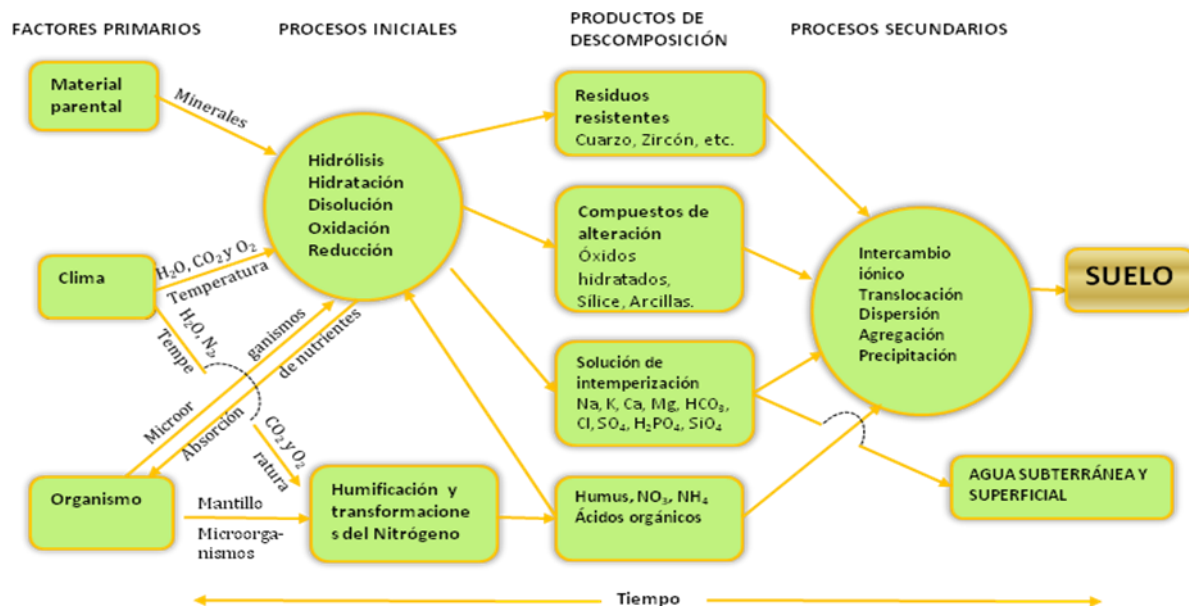 FACTORES PRIMARIOS
PROCESOS INICIALES
PRODUCTOS DE
DESCOMPOSICIÓN
PROCESOS SECUNDARIOS
Material
parental
Minerales
Hidrólisis
Hidratación
Disolución
Oxidación
Reducción
Residuos
resistentes
Cuarzo, Zircón, etc.
Compuestos de
alteración
Óxidos
hidratados,
Sílice, Arcillas.
Intercambio
iónico
Translocación
Dispersión
Agregación
Precipitación
SUELO
Clima
H₂O, CO₂ y O₂
Temperatura
H₂O, N₂,
Tempe
CO₂ y O₂
ratura
Microor
ganismos
Absorción
de nutrientes
Solución de
intemperización
Na, K, Ca, Mg, HCO₃,
Cl, SO₄, H₂PO₄, SiO₄
Organismo
Mantillo
Microorga-
nismos
Humificación y
transformacione
s del Nitrógeno
Humus, NO₃, NH₄
Ácidos orgánicos
AGUA SUBTERRÁNEA Y
SUPERFICIAL
Tiempo